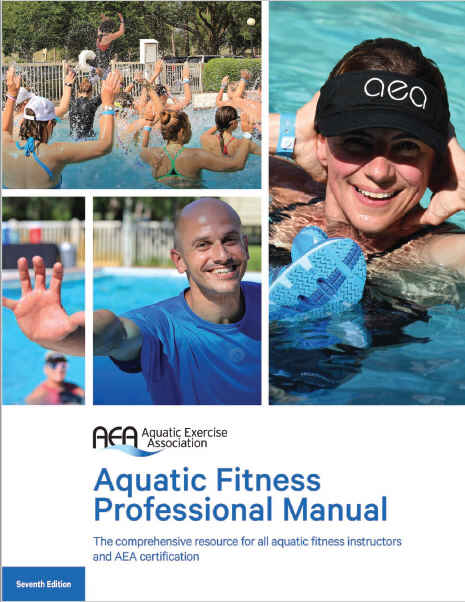 aea
AEA Aquatic Exercise
Association
Aquatic Fitness
Professional Manual
The comprehensive resource for all aquatic fitness instructors
and AEA certification
Seventh Edition